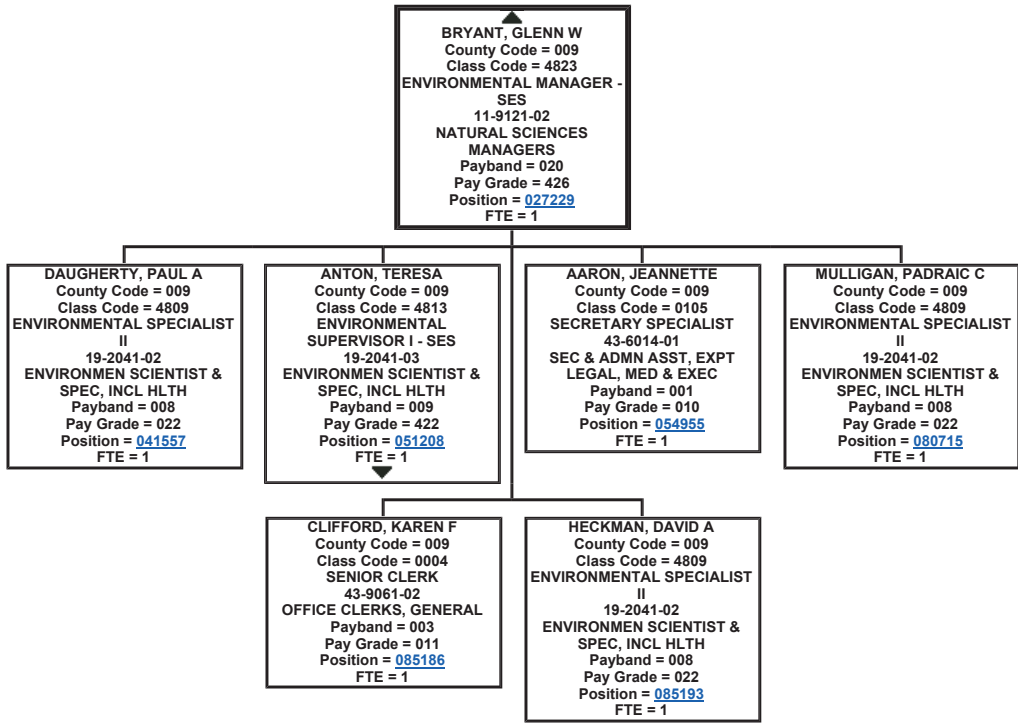 BRYANT, GLENN W
County Code = 009
Class Code = 4823
ENVIRONMENTAL MANAGER -
SES
11-9121-02
NATURAL SCIENCES
MANAGERS
Payband = 020
Pay Grade = 426
Position = 027229
FTE = 1
DAUGHERTY, PAUL A
County Code = 009
Class Code = 4809
ENVIRONMENTAL SPECIALIST
II
19-2041-02
ENVIRONMEN SCIENTIST &
SPEC, INCL HLTH
Payband = 008
Pay Grade = 022
Position = 041557
FTE = 1
ANTON, TERESA
County Code = 009
Class Code = 4813
ENVIRONMENTAL
SUPERVISOR I - SES
19-2041-03
ENVIRONMEN SCIENTIST &
SPEC, INCL HLTH
Payband = 009
Pay Grade = 422
Position = 051208
FTE = 1
AARON, JEANNETTE
County Code = 009
Class Code = 0105
SECRETARY SPECIALIST
43-6014-01
SEC & ADMN ASST, EXPT
LEGAL, MED & EXEC
Payband = 001
Pay Grade = 010
Position = 054955
FTE = 1
MULLIGAN, PADRAIC C
County Code = 009
Class Code = 4809
ENVIRONMENTAL SPECIALIST
II
19-2041-02
ENVIRONMEN SCIENTIST &
SPEC, INCL HLTH
Payband = 008
Pay Grade = 022
Position = 080715
FTE = 1
CLIFFORD, KAREN F
County Code = 009
Class Code = 0004
SENIOR CLERK
43-9061-02
OFFICE CLERKS, GENERAL
Payband = 003
Pay Grade = 011
Position = 085186
FTE = 1
HECKMAN, DAVID A
County Code = 009
Class Code = 4809
ENVIRONMENTAL SPECIALIST
II
19-2041-02
ENVIRONMEN SCIENTIST &
SPEC, INCL HLTH
Payband = 008
Pay Grade = 022
Position = 085193
FTE = 1